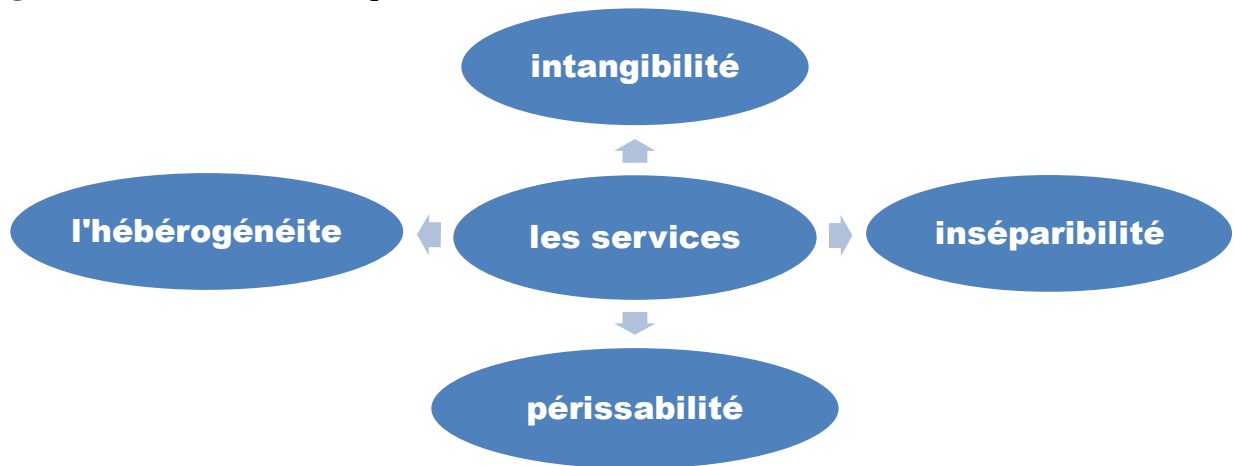 intangibilité
l'hébérogénéite
les services
inséparibilité
périssabilité